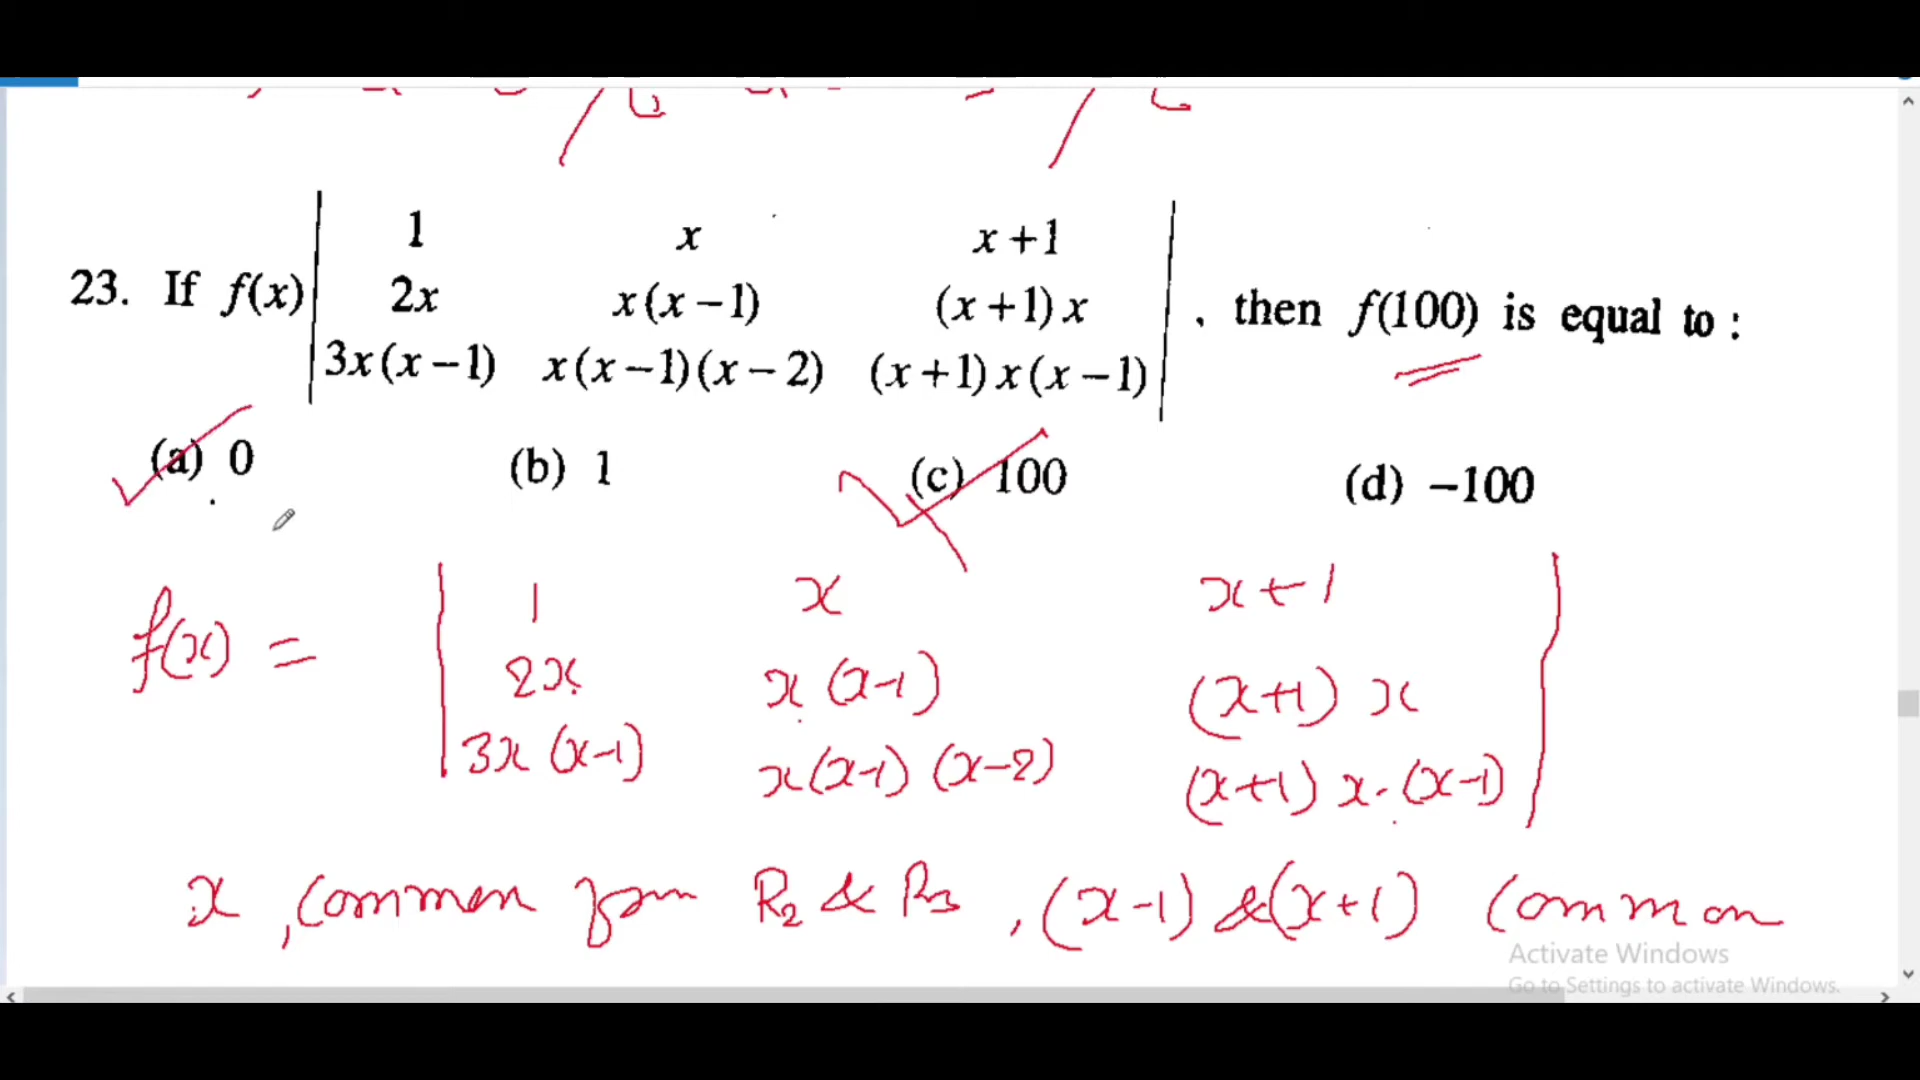 1 x x+1
23. If f(x) 2x x(x−1) (x+1)x , then f(100) is equal to :
3x(x−1) x(x−1)(x−2) (x+1)x(x−1)
(a) 0 (b) 1 (c) 100 (d) −100
1 x x+1
f(x) = 2x x(x-1) (x+1) x
3x(x-1) x(x-1)(x-2) (x+1) x.(x-1)
x, common from R2 & R3, (x-1) & (x+1) common
Activate Windows
Go to Settings to activate Windows.